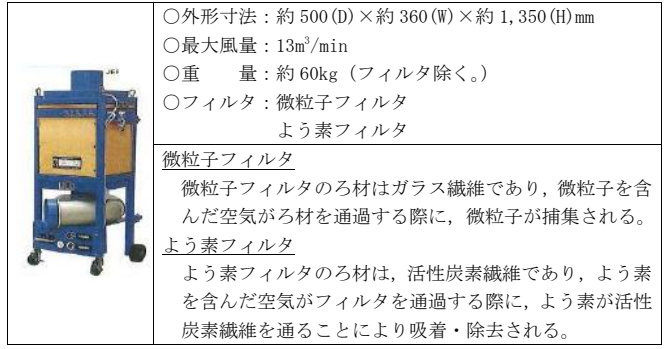 ○外形寸法：約500(D)×約360(W)×約1,350(H)mm
○最大風量：13m³/min
○重　　量：約60kg（フィルタ除く。）
○フィルタ：微粒子フィルタ
よう素フィルタ
微粒子フィルタ
微粒子フィルタのろ材はガラス繊維であり，微粒子を含
んだ空気がろ材を通過する際に，微粒子が捕集される。
よう素フィルタ
よう素フィルタのろ材は，活性炭素繊維であり，よう素
を含んだ空気がフィルタを通過する際に，よう素が活性
炭素繊維を通ることにより吸着・除去される。